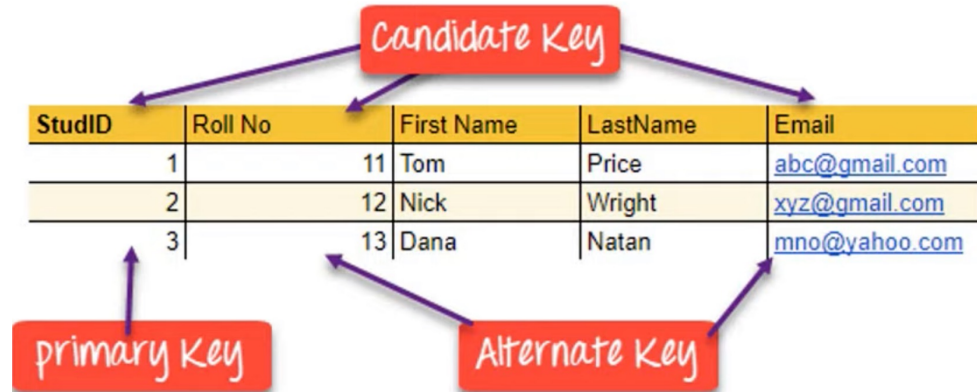 Candidate Key
StudID Roll No First Name LastName Email
1 11 Tom Price abc@gmail.com
2 12 Nick Wright xyz@gmail.com
3 13 Dana Natan mno@yahoo.com
primary Key Alternate Key